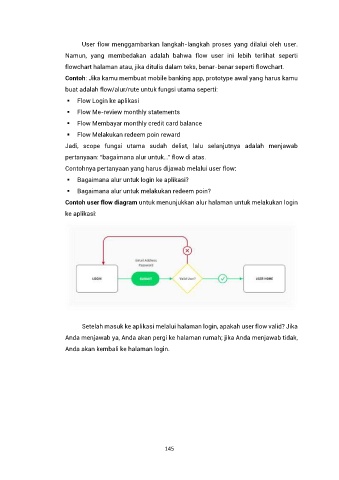 User flow menggambarkan langkah-langkah proses yang dilalui oleh user.
Namun, yang membedakan adalah bahwa flow user ini lebih terlihat seperti
flowchart halaman atau, jika ditulis dalam teks, benar-benar seperti flowchart.
Contoh: Jika kamu membuat mobile banking app, prototype awal yang harus kamu
buat adalah flow/alur/rute untuk fungsi utama seperti:
• Flow Login ke aplikasi
• Flow Me-review monthly statements
• Flow Membayar monthly credit card balance
• Flow Melakukan redeem poin reward
Jadi, scope fungsi utama sudah delist, lalu selanjutnya adalah menjawab
pertanyaan: "bagaimana alur untuk..." flow di atas.
Contohnya pertanyaan yang harus dijawab melalui user flow:
• Bagaimana alur untuk login ke aplikasi?
• Bagaimana alur untuk melakukan redeem poin?
Contoh user flow diagram untuk menunjukkan alur halaman untuk melakukan login
ke aplikasi:
Email Address
Password
LOGIN
SUBMIT
Valid User?
USER HOME
Setelah masuk ke aplikasi melalui halaman login, apakah user flow valid? Jika
Anda menjawab ya, Anda akan pergi ke halaman rumah; jika Anda menjawab tidak,
Anda akan kembali ke halaman login.
145